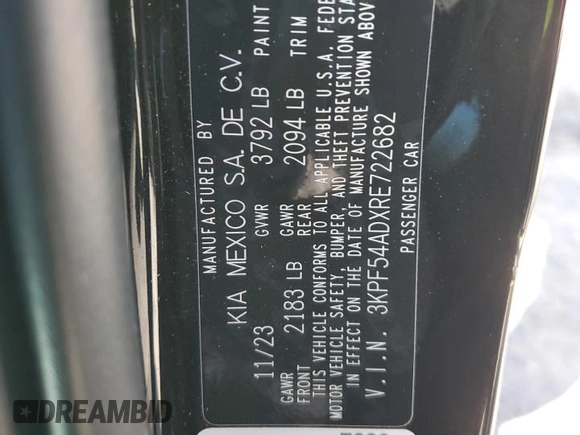 MANUFACTURED BY
KIA MEXICO S.A. DE C.V.
11/23 GVWR 3792 LB PAINT
GAWR FRONT 2183 LB GAWR REAR 2094 LB TRIM
THIS VEHICLE CONFORMS TO ALL APPLICABLE U.S.A. FEDE
MOTOR VEHICLE SAFETY, BUMPER, AND THEFT PREVENTION STA
IN EFFECT ON THE DATE OF MANUFACTURE SHOWN ABOV
V.I.N. 3KPF54ADXRE722682
PASSENGER CAR
DREAMBID